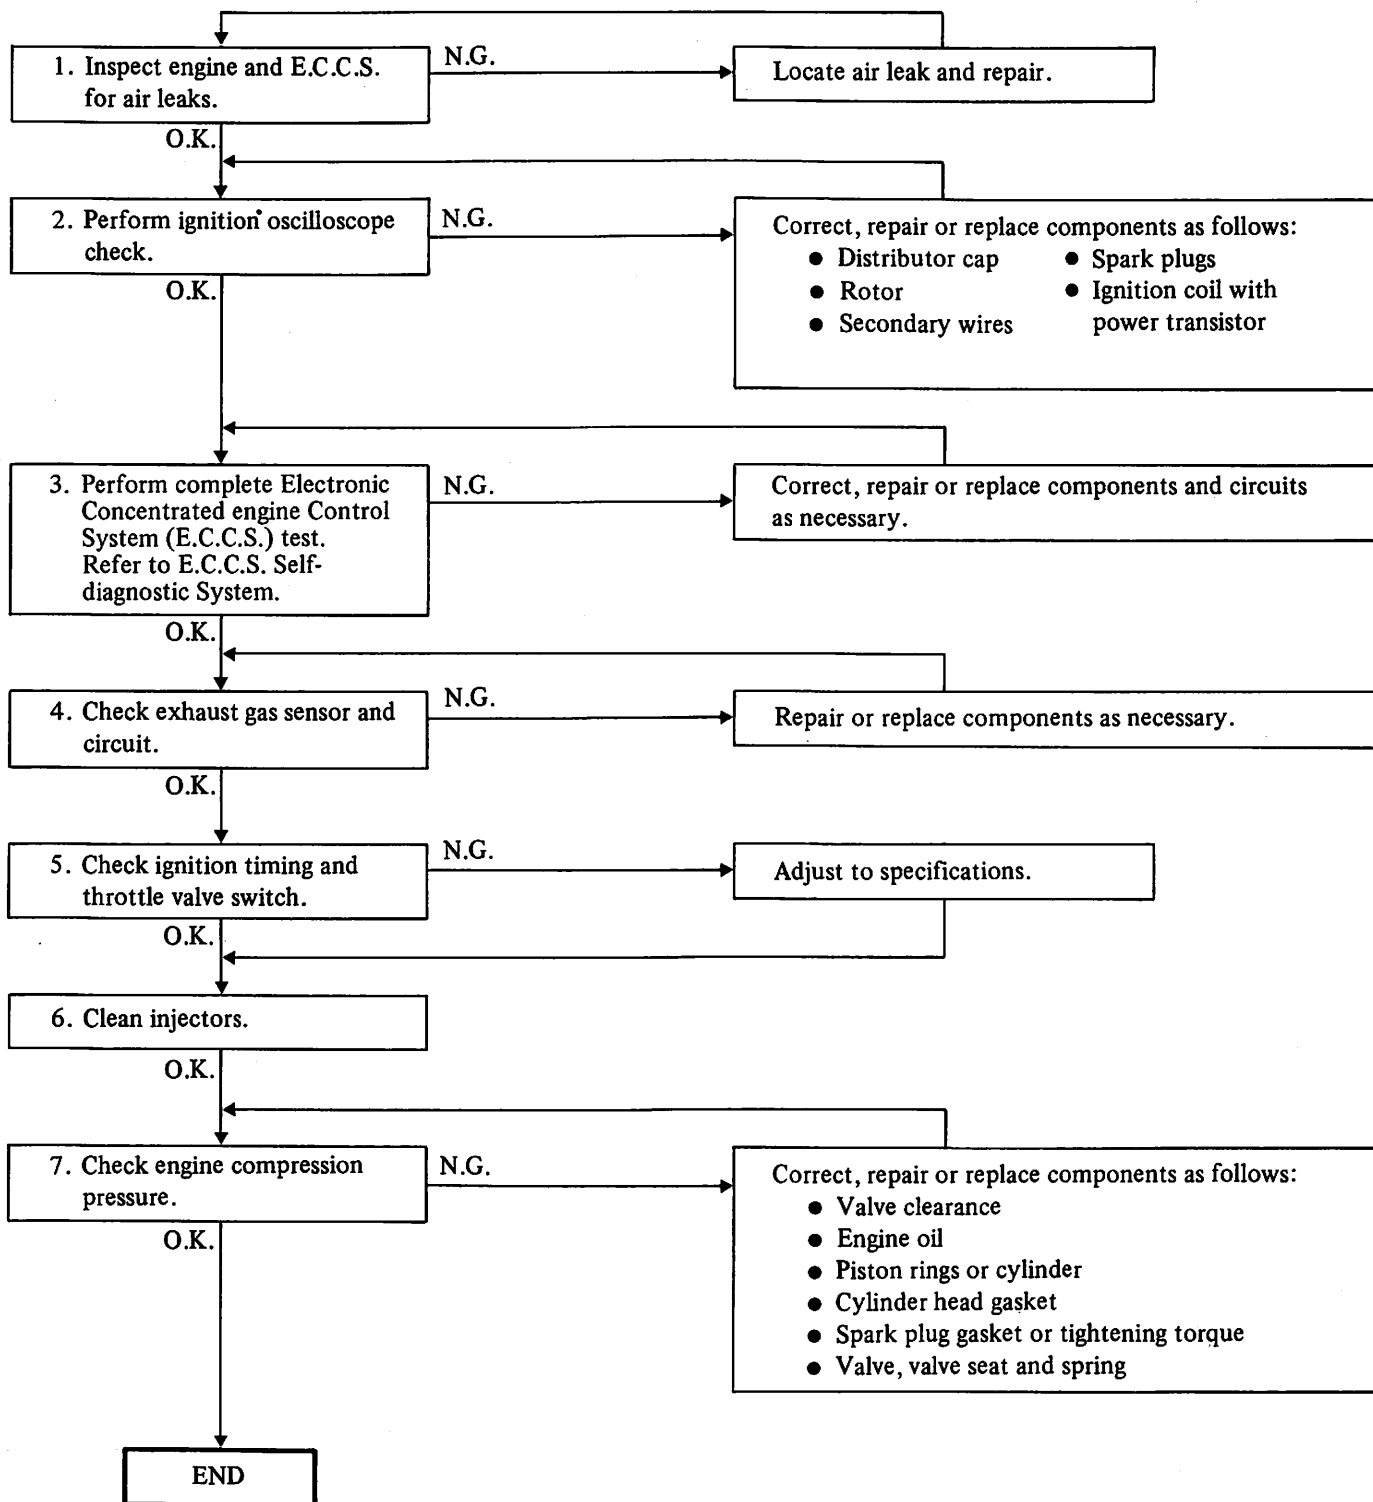 1. Inspect engine and E.C.C.S.
for air leaks.
N.G.
Locate air leak and repair.
O.K.
2. Perform ignition oscilloscope
check.
N.G.
Correct, repair or replace components as follows:
● Distributor cap
● Rotor
● Secondary wires
● Spark plugs
● Ignition coil with
power transistor
O.K.
3. Perform complete Electronic
Concentrated engine Control
System (E.C.C.S.) test.
Refer to E.C.C.S. Self-
diagnostic System.
N.G.
Correct, repair or replace components and circuits
as necessary.
O.K.
4. Check exhaust gas sensor and
circuit.
N.G.
Repair or replace components as necessary.
O.K.
5. Check ignition timing and
throttle valve switch.
N.G.
Adjust to specifications.
O.K.
6. Clean injectors.
O.K.
7. Check engine compression
pressure.
N.G.
Correct, repair or replace components as follows:
● Valve clearance
● Engine oil
● Piston rings or cylinder
● Cylinder head gasket
● Spark plug gasket or tightening torque
● Valve, valve seat and spring
O.K.
END